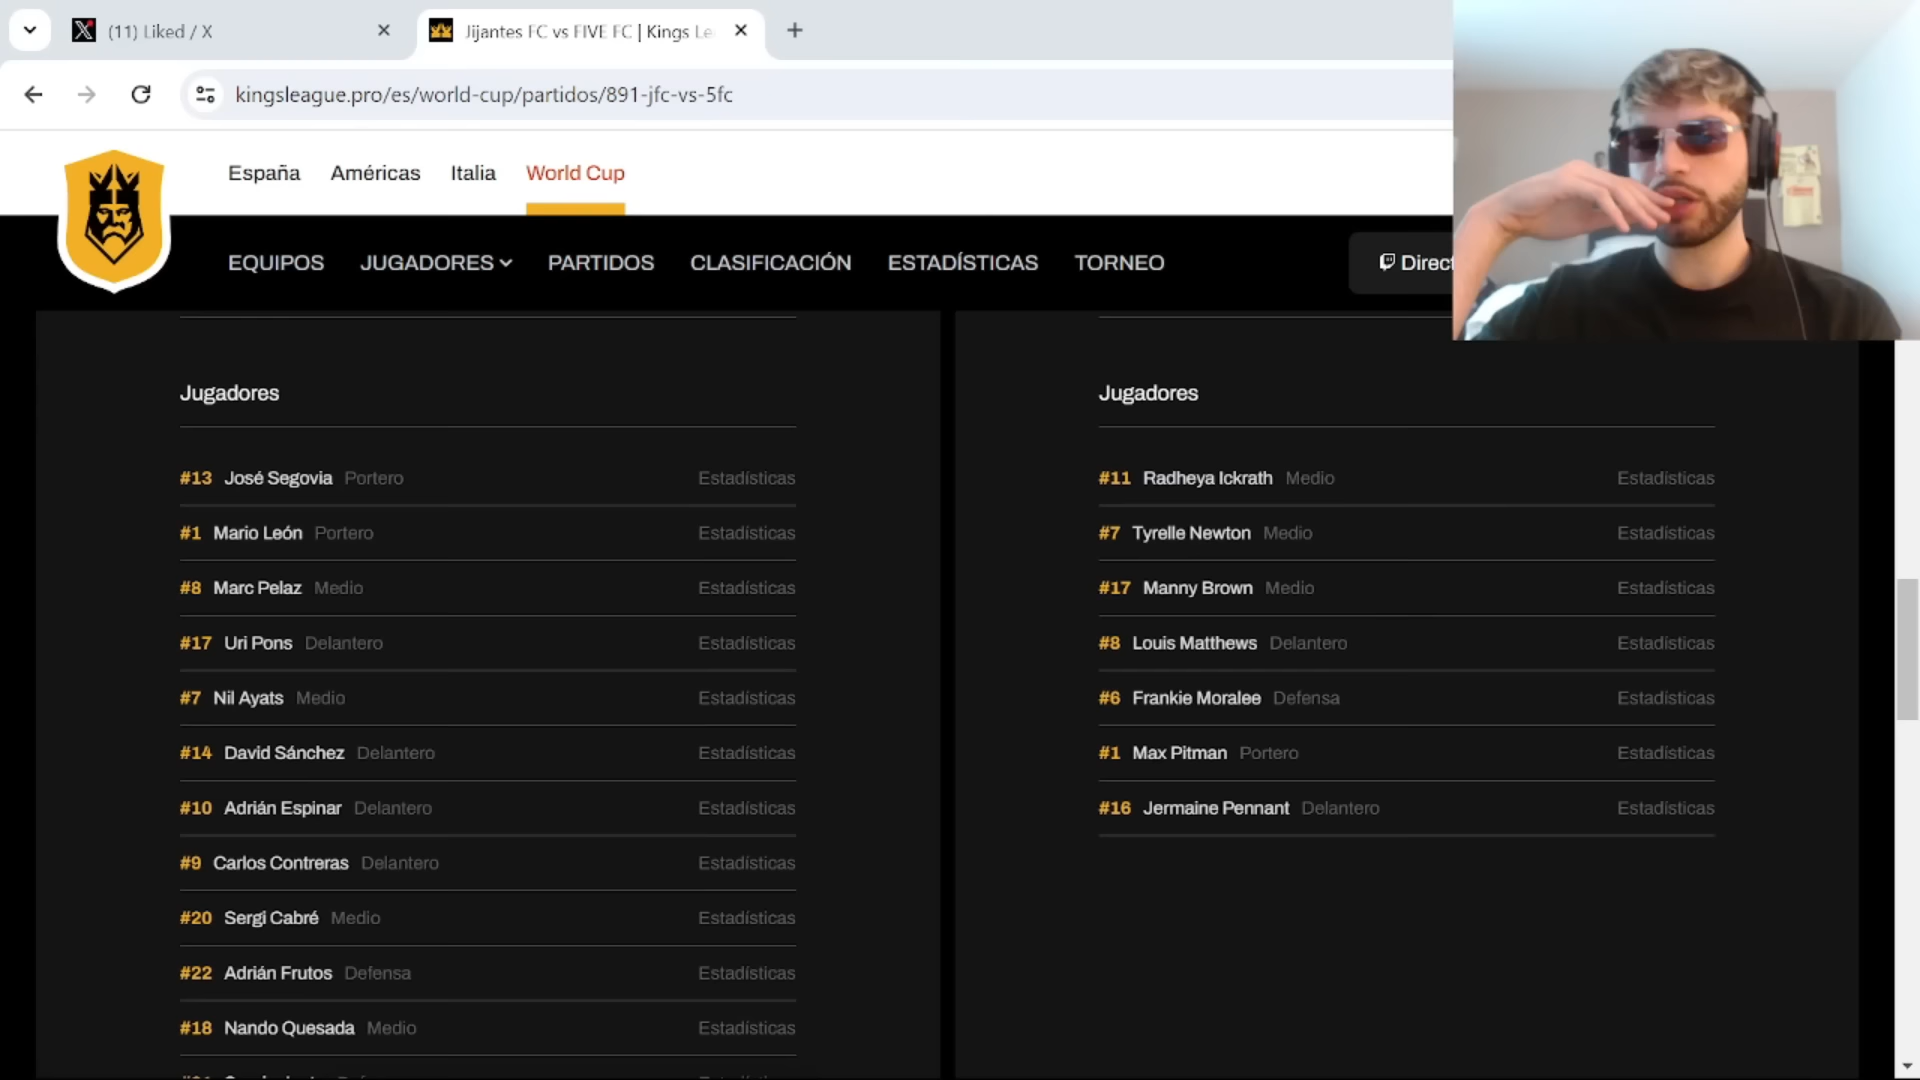 (11) Liked / X
Jijantes FC vs FIVE FC | Kings Le
kingsleague.pro/es/world-cup/partidos/891-jfc-vs-5fc
España Américas Italia World Cup
EQUIPOS JUGADORES PARTIDOS CLASIFICACIÓN ESTADÍSTICAS TORNEO Direct
Jugadores
#13 José Segovia Portero Estadísticas
#1 Mario León Portero Estadísticas
#8 Marc Pelaz Medio Estadísticas
#17 Uri Pons Delantero Estadísticas
#7 Nil Ayats Medio Estadísticas
#14 David Sánchez Delantero Estadísticas
#10 Adrián Espinar Delantero Estadísticas
#9 Carlos Contreras Delantero Estadísticas
#20 Sergi Cabré Medio Estadísticas
#22 Adrián Frutos Defensa Estadísticas
#18 Nando Quesada Medio Estadísticas
Jugadores
#11 Radheya Ickrath Medio Estadísticas
#7 Tyrelle Newton Medio Estadísticas
#17 Manny Brown Medio Estadísticas
#8 Louis Matthews Delantero Estadísticas
#6 Frankie Moralee Defensa Estadísticas
#1 Max Pitman Portero Estadísticas
#16 Jermaine Pennant Delantero Estadísticas